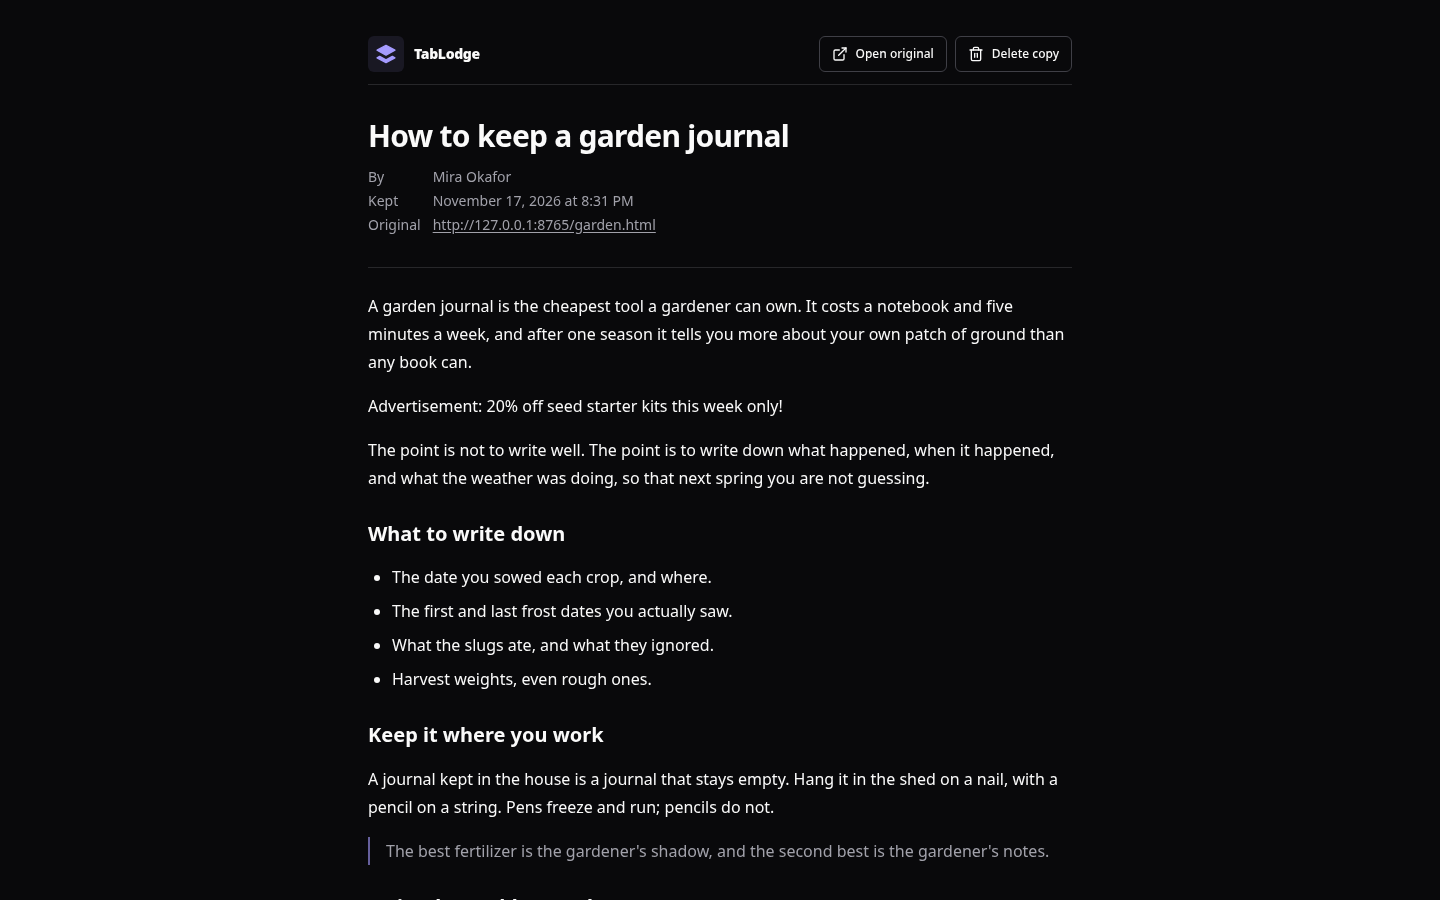 TabLodge
Open original
Delete copy
How to keep a garden journal
By Mira Okafor
Kept November 17, 2026 at 8:31 PM
Original http://127.0.0.1:8765/garden.html
A garden journal is the cheapest tool a gardener can own. It costs a notebook and five
minutes a week, and after one season it tells you more about your own patch of ground than
any book can.
Advertisement: 20% off seed starter kits this week only!
The point is not to write well. The point is to write down what happened, when it happened,
and what the weather was doing, so that next spring you are not guessing.
What to write down
• The date you sowed each crop, and where.
• The first and last frost dates you actually saw.
• What the slugs ate, and what they ignored.
• Harvest weights, even rough ones.
Keep it where you work
A journal kept in the house is a journal that stays empty. Hang it in the shed on a nail, with a
pencil on a string. Pens freeze and run; pencils do not.
The best fertilizer is the gardener's shadow, and the second best is the gardener's notes.